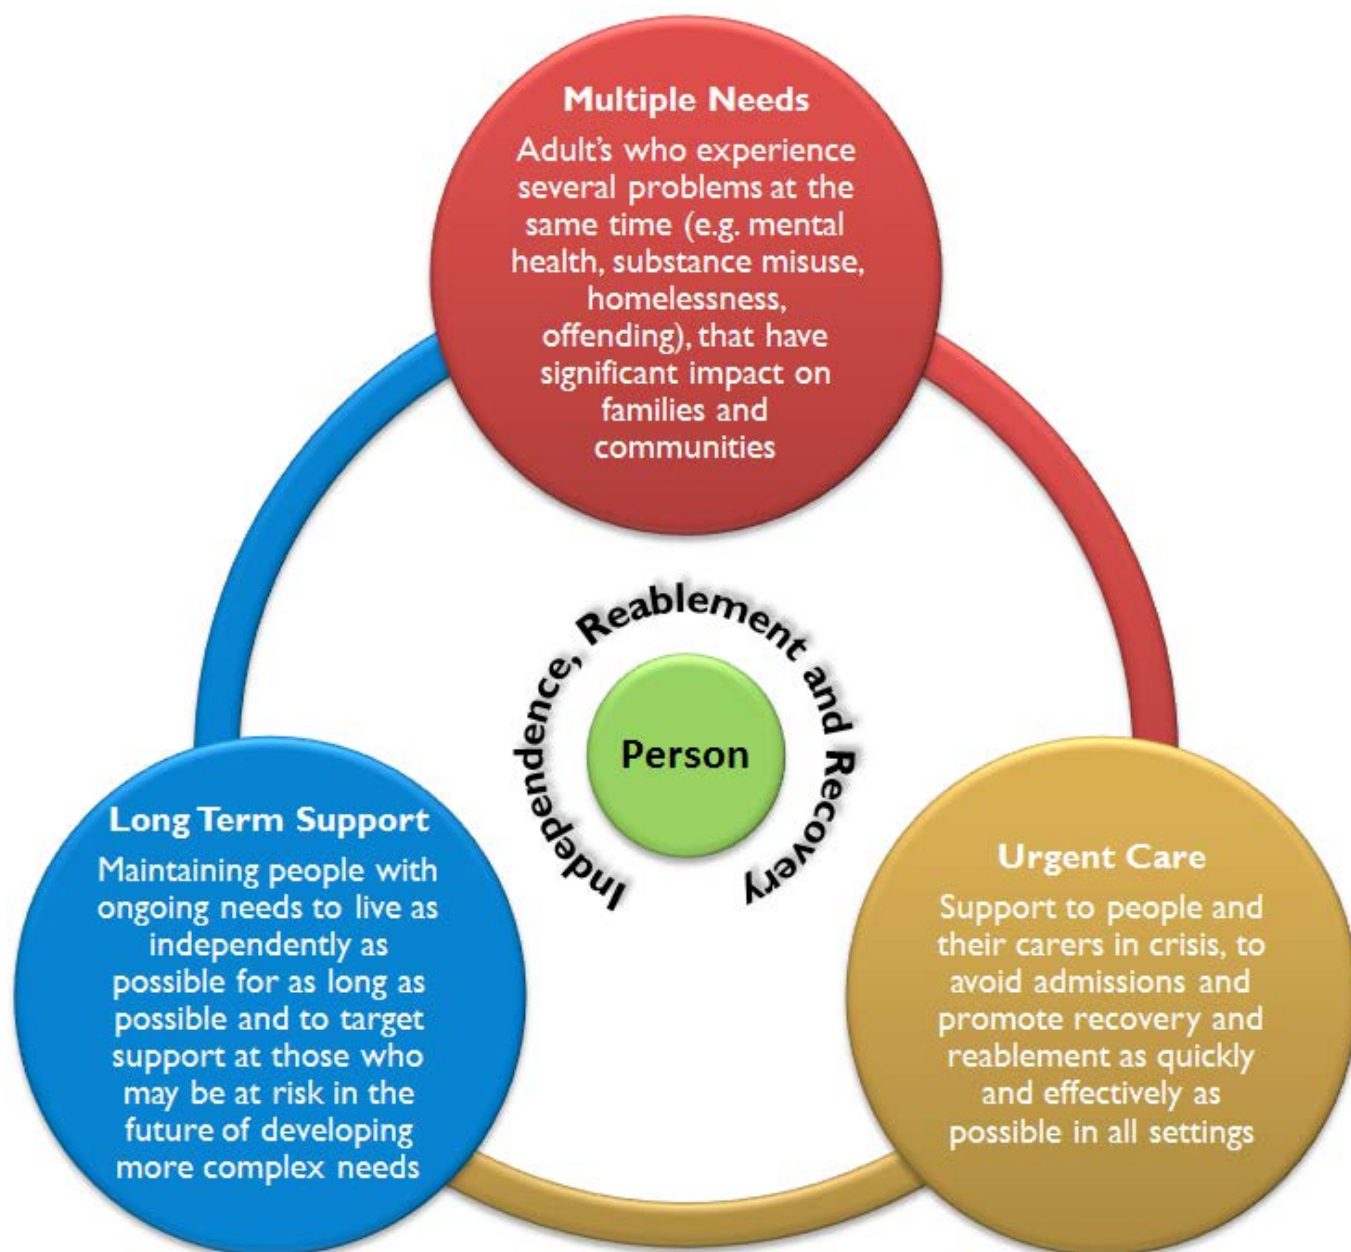 Multiple Needs
Adult's who experience
several problems at the
same time (e.g. mental
health, substance misuse,
homelessness,
offending), that have
significant impact on
families and
communities
Independence, Reablement and Recovery
Person
Long Term Support
Maintaining people with
ongoing needs to live as
independently as
possible for as long as
possible and to target
support at those who
may be at risk in the
future of developing
more complex needs
Urgent Care
Support to people and
their carers in crisis, to
avoid admissions and
promote recovery and
reablement as quickly
and effectively as
possible in all settings